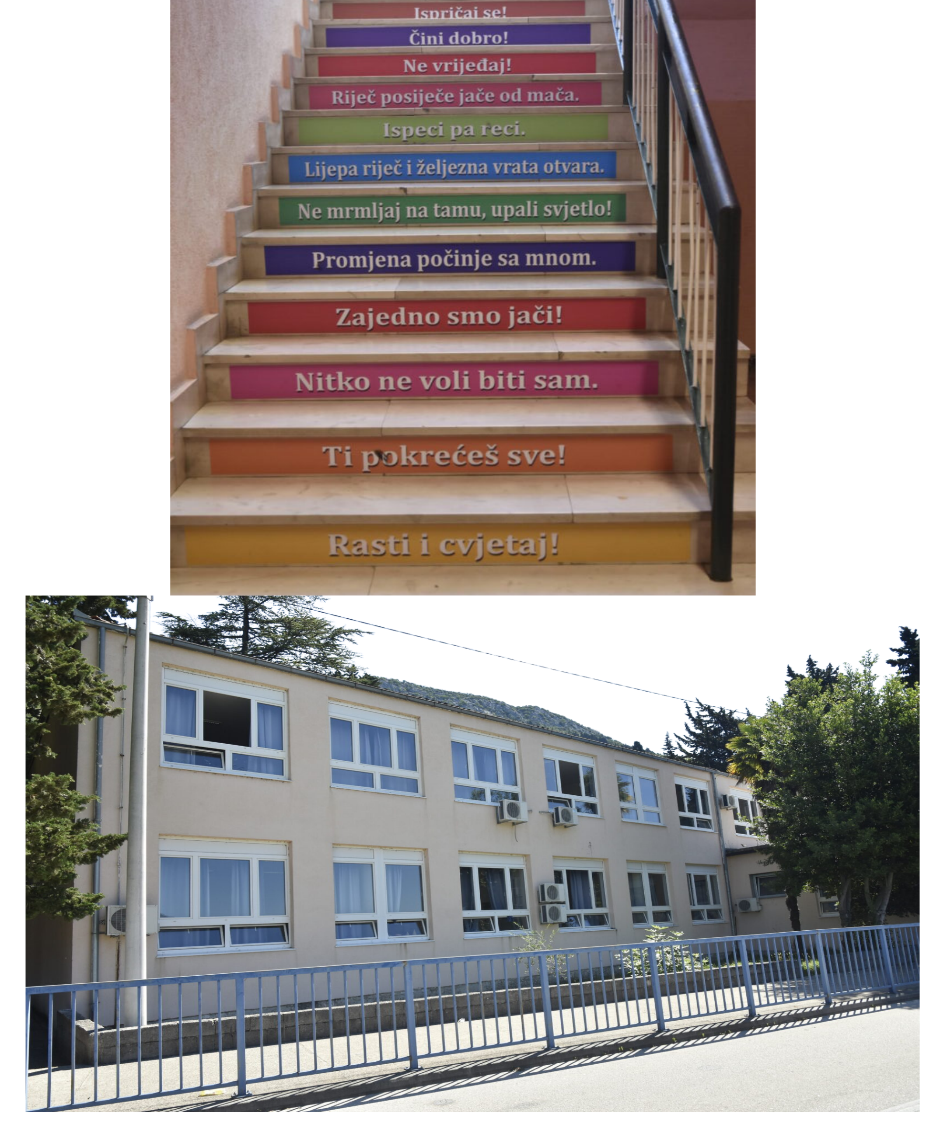 Ispričaj se!
Čini dobro!
Ne vrijeđaj!
Riječ posiječe jače od mača.
Ispeci pa reci.
Lijepa riječ i željezna vrata otvara.
Ne mrmljaj na tamu, upali svjetlo!
Promjena počinje sa mnom.
Zajedno smo jači!
Nitko ne voli biti sam.
Ti pokrećeš sve!
Rasti i cvjetaj!